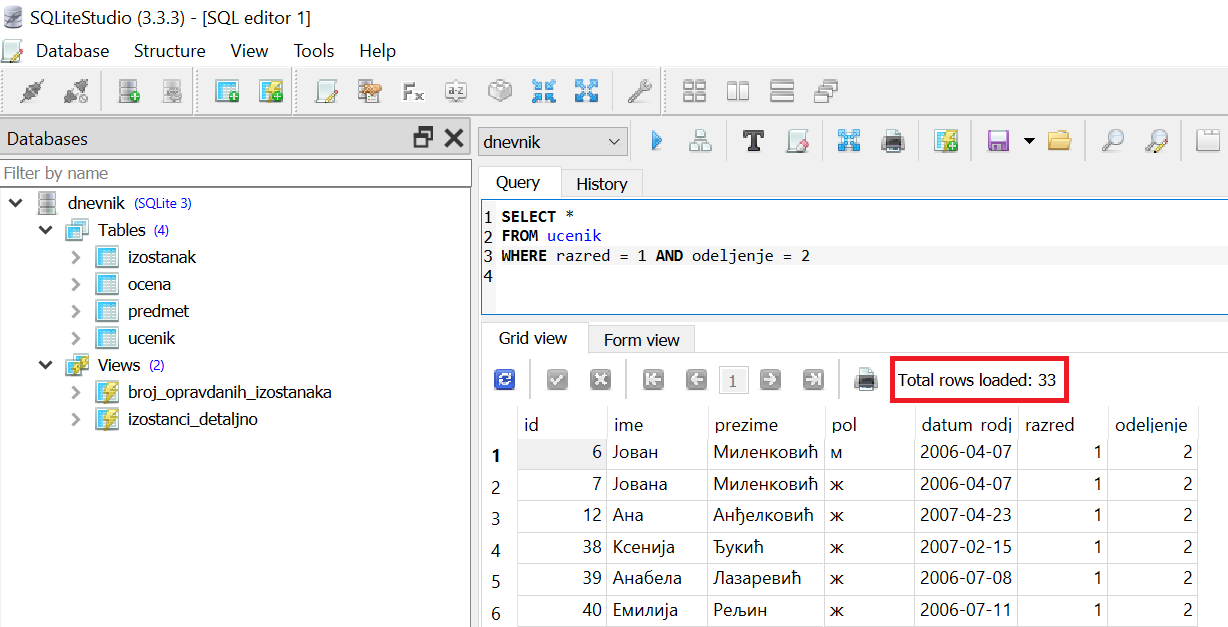 SQLiteStudio (3.3.3) - [SQL editor 1]
Database Structure View Tools Help
Databases
Filter by name
dnevnik (SQLite 3)
Tables (4)
izostanak
ocena
predmet
ucenik
Views (2)
broj_opravdanih_izostanaka
izostanci_detaljno
dnevnik
Query History
1 SELECT *
2 FROM ucenik
3 WHERE razred = 1 AND odeljenje = 2
4
Grid view Form view
1 Total rows loaded: 33
id ime prezime pol datum_rodj razred odeljenje
1 6 Јован Миленковић м 2006-04-07 1 2
2 7 Јована Миленковић ж 2006-04-07 1 2
3 12 Ана Анђелковић ж 2007-04-23 1 2
4 38 Ксенија Ђукић ж 2007-02-15 1 2
5 39 Анабела Лазаревић ж 2006-07-08 1 2
6 40 Емилија Рељин ж 2006-07-11 1 2